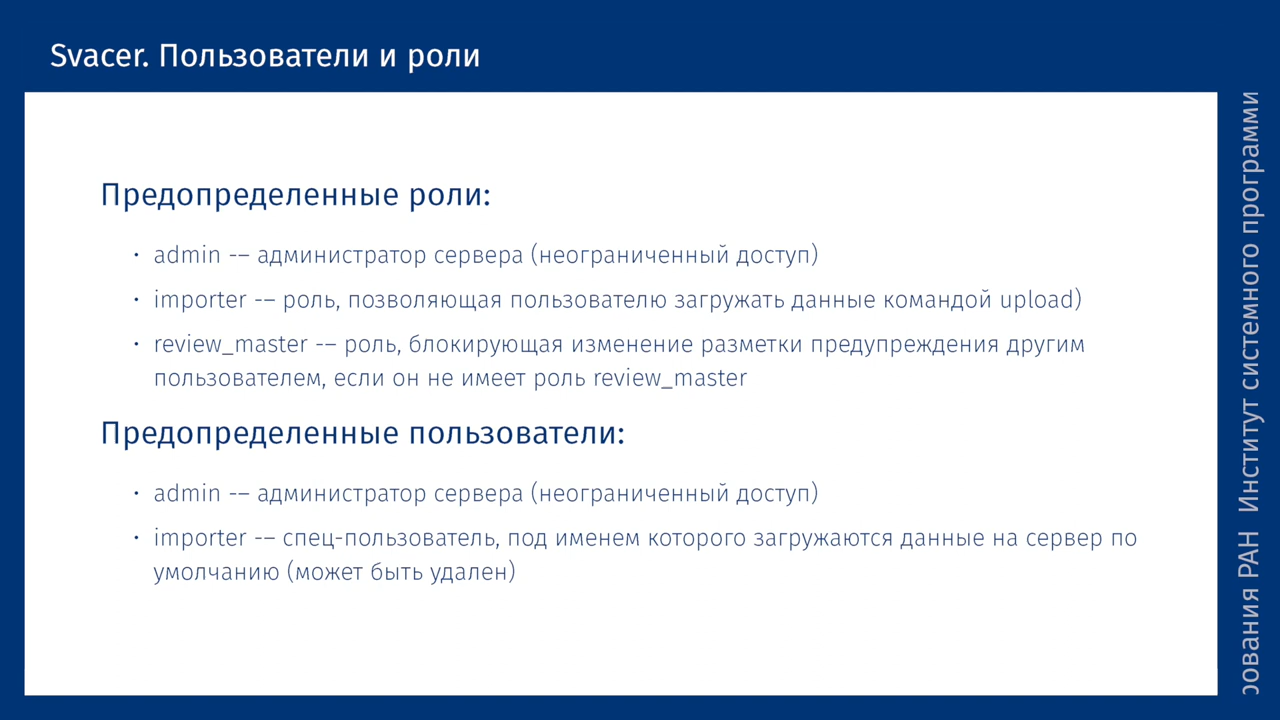 Svacer. Пользователи и роли
Предопределенные роли:
• admin -– администратор сервера (неограниченный доступ)
• importer -– роль, позволяющая пользователю загружать данные командой upload)
• review_master -– роль, блокирующая изменение разметки предупреждения другим
пользователем, если он не имеет роль review_master
Предопределенные пользователи:
• admin -– администратор сервера (неограниченный доступ)
• importer -– спец-пользователь, под именем которого загружаются данные на сервер по
умолчанию (может быть удален)
рования РАН Институт системного программи